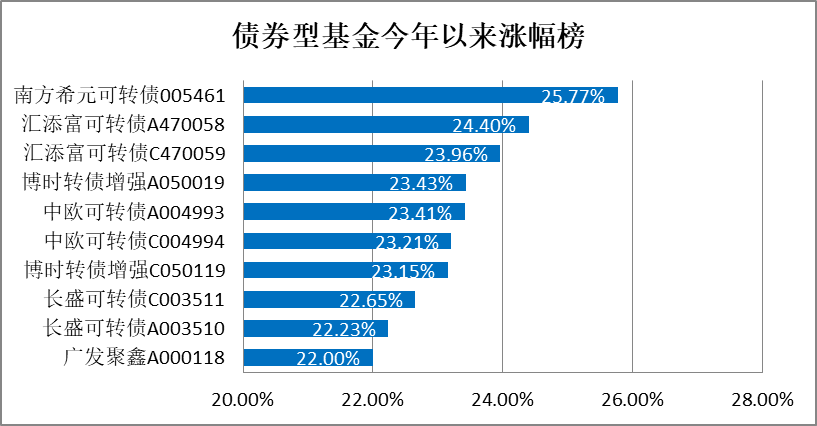 债券型基金今年以来涨幅榜
南方希元可转债005461 25.77%
汇添富可转债A470058 24.40%
汇添富可转债C470059 23.96%
博时转债增强A050019 23.43%
中欧可转债A004993 23.41%
中欧可转债C004994 23.21%
博时转债增强C050119 23.15%
长盛可转债C003511 22.65%
长盛可转债A003510 22.23%
广发聚鑫A000118 22.00%
20.00% 22.00% 24.00% 26.00% 28.00%